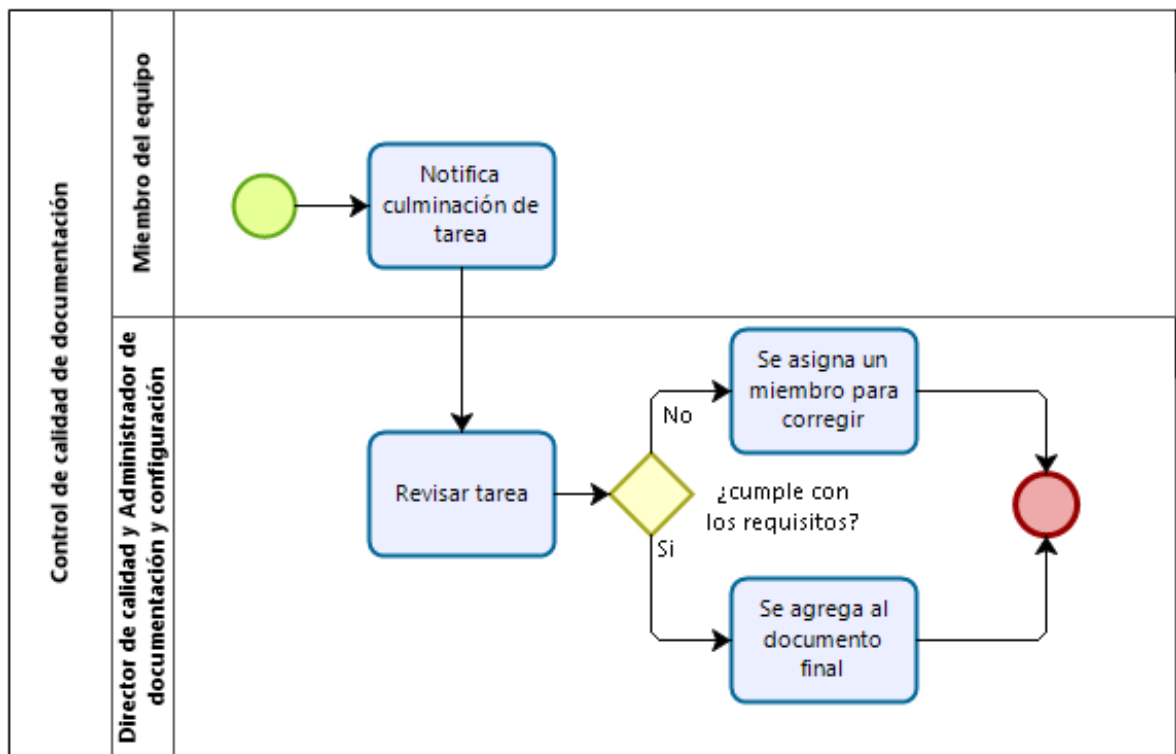 Control de calidad de documentación
Miembro del equipo
Notifica
culminación de
tarea
Director de calidad y Administrador de
documentación y configuración
Revisar tarea
No
¿cumple con
los requisitos?
Si
Se asigna un
miembro para
corregir
Se agrega al
documento
final